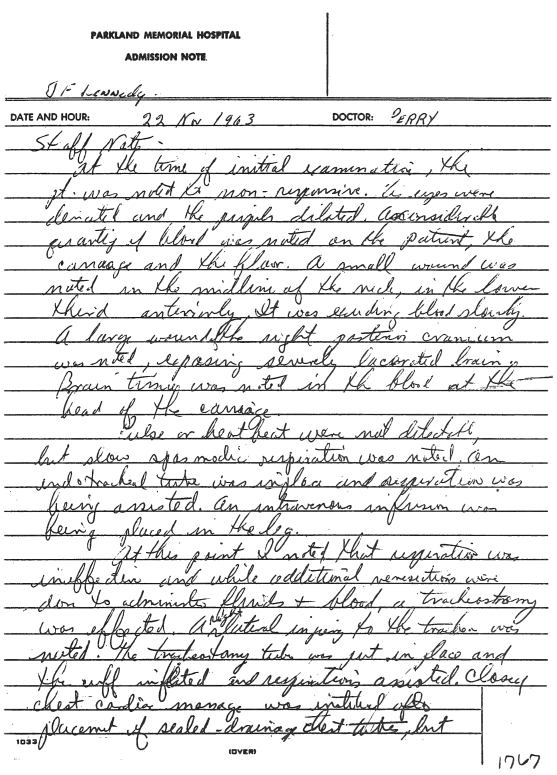 PARKLAND MEMORIAL HOSPITAL
ADMISSION NOTE
J F Kennedy.
DATE AND HOUR: 22 Nov 1963 DOCTOR: PERRY
Staff Note -
At the time of initial examination, the
pt. was noted to non-responsive. The eyes were
deviated and the pupils dilated. A considerable
quantity of blood was noted on the patient, the
carriage and the floor. A small wound was
noted in the midline of the neck, in the lower
third anteriorly. It was exuding blood slowly.
A large wound of the right posterior cranium
was noted, exposing severely lacerated brain.
Brain tissue was noted in the blood at the
head of the carriage.
Pulse or heartbeat were not detectable,
but slow spasmodic respiration was noted. An
endotracheal tube was in place and respiration was
being assisted. An intravenous infusion was
being placed in the leg.
At this point I noted that respiration was
ineffective and while additional venisections were
done to administer fluids + blood, a tracheostomy
was effected. A right lateral injury to the trachea was
noted. The tracheostomy tube was put in place and
the cuff inflated and respiration assisted. Closed
chest cardiac massage was instituted after
placement of sealed-drainage chest tubes, but
1033
(OVER)
1767